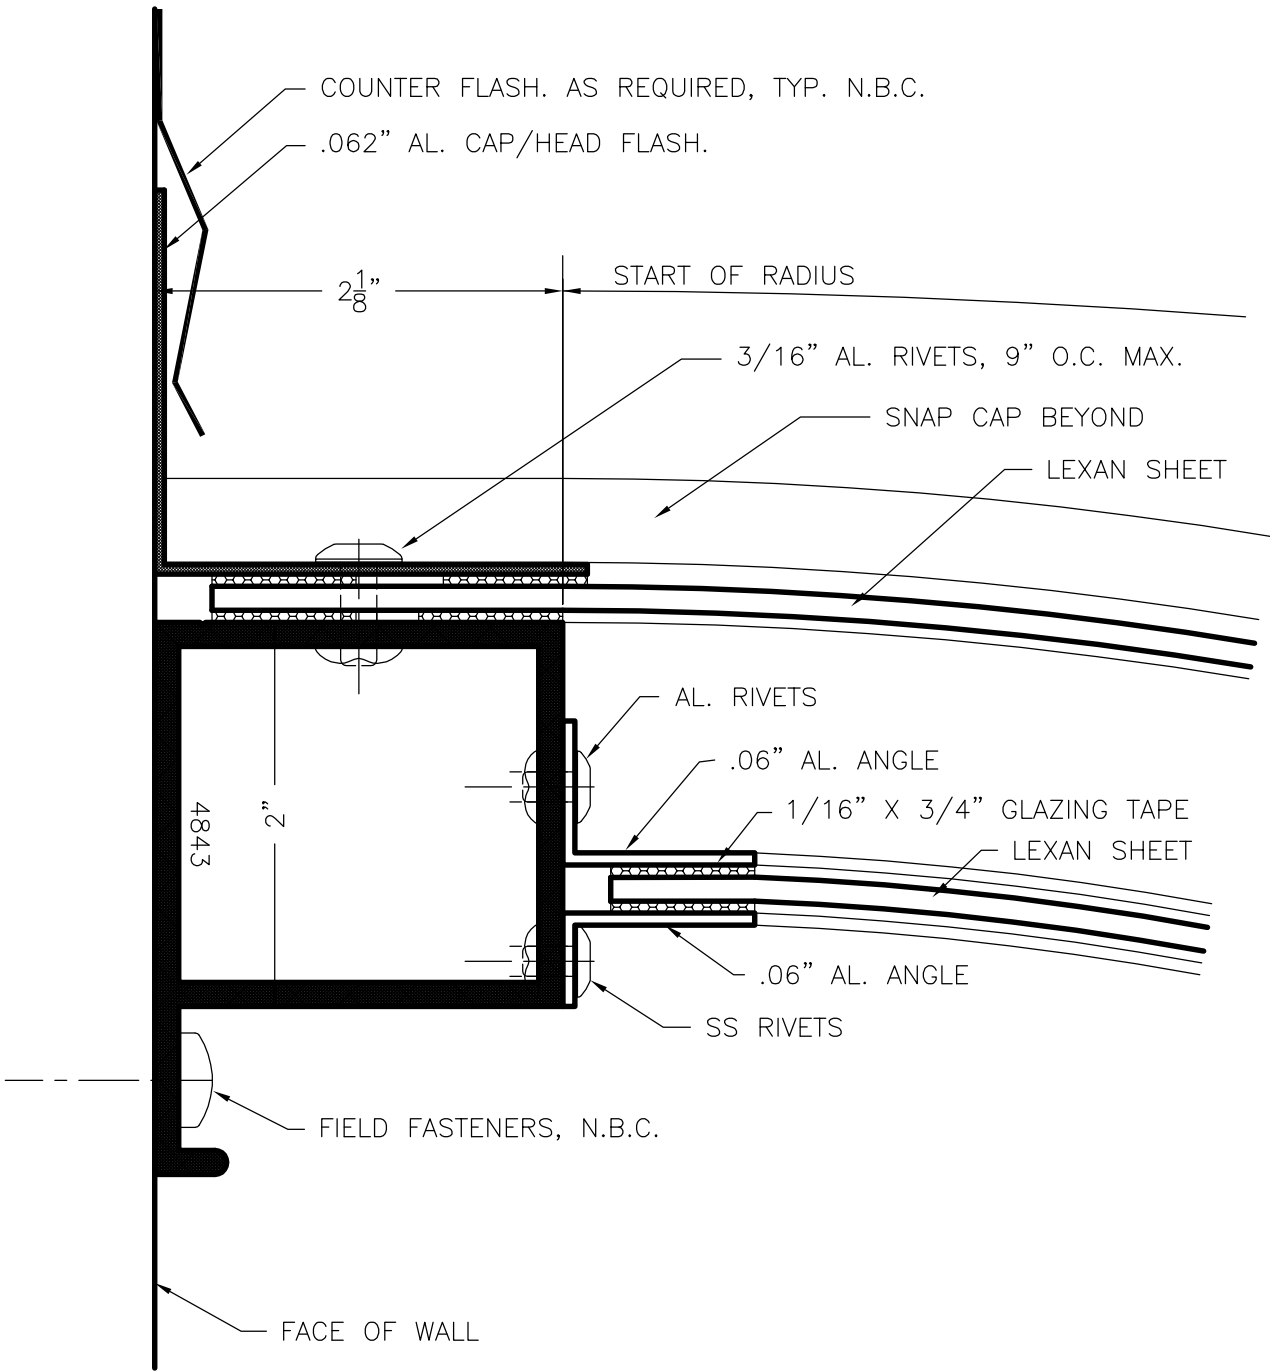 COUNTER FLASH. AS REQUIRED, TYP. N.B.C.
.062” AL. CAP/HEAD FLASH.
START OF RADIUS
2 1/8”
3/16” AL. RIVETS, 9” O.C. MAX.
SNAP CAP BEYOND
LEXAN SHEET
AL. RIVETS
.06” AL. ANGLE
1/16” X 3/4” GLAZING TAPE
LEXAN SHEET
4843
2”
.06” AL. ANGLE
SS RIVETS
FIELD FASTENERS, N.B.C.
FACE OF WALL